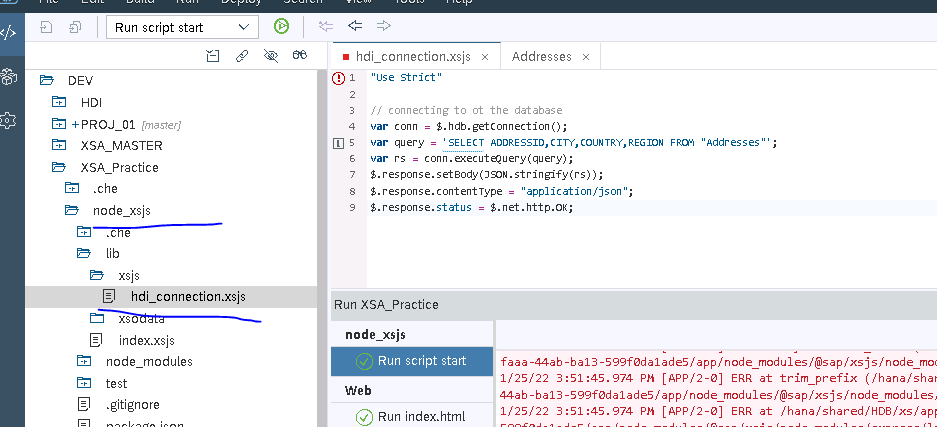 File Edit Build Run Deploy Search View Tools Help
Run script start
hdi_connection.xsjs × Addresses ×
DEV
HDI
+PROJ_01 [master]
XSA_MASTER
XSA_Practice
.che
node_xsjs
.che
lib
xsjs
hdi_connection.xsjs
xsodata
index.xsjs
node_modules
test
.gitignore
package.json
1 "Use Strict"
2
3 // connecting to ot the database
4 var conn = $.hdb.getConnection();
5 var query = 'SELECT ADDRESSID,CITY,COUNTRY,REGION FROM "Addresses"';
6 var rs = conn.executeQuery(query);
7 $.response.setBody(JSON.stringify(rs));
8 $.response.contentType = "application/json";
9 $.response.status = $.net.http.OK;
Run XSA_Practice
node_xsjs
Run script start
Web
Run index.html
faaa-44ab-ba13-599f0da1ade5/app/node_modules/@sap/xsjs/node_mod
1/25/22 3:51:45.974 PM [APP/2-0] ERR at trim_prefix (/hana/shar
44ab-ba13-599f0da1ade5/app/node_modules/@sap/xsjs/node_modules/
1/25/22 3:51:45.974 PM [APP/2-0] ERR at /hana/shared/HDB/xs/app